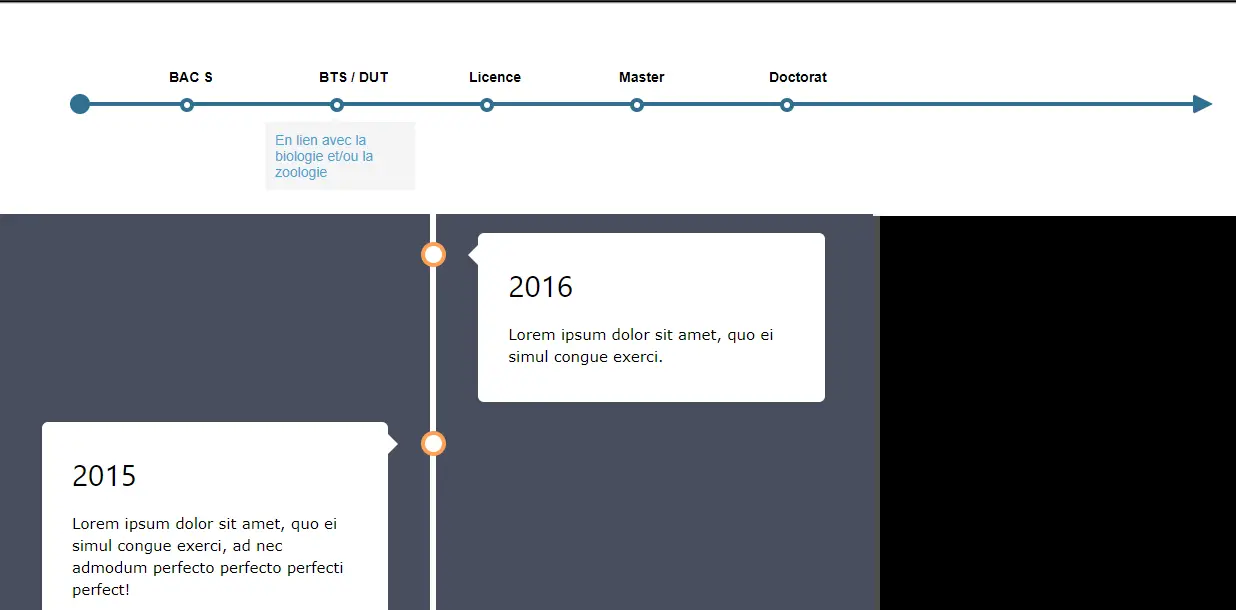 BAC S
BTS / DUT
Licence
Master
Doctorat
En lien avec la
biologie et/ou la
zoologie
2016
Lorem ipsum dolor sit amet, quo ei
simul congue exerci.
2015
Lorem ipsum dolor sit amet, quo ei
simul congue exerci, ad nec
admodum perfecto perfecto perfecti
perfect!